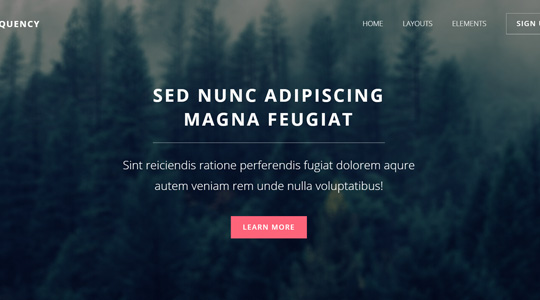 QUENCY HOME LAYOUTS ELEMENTS SIGN
SED NUNC ADIPISCING
MAGNA FEUGIAT
Sint reiciendis ratione perferendis fugiat dolorem aqure
autem veniam rem unde nulla voluptatibus!
LEARN MORE